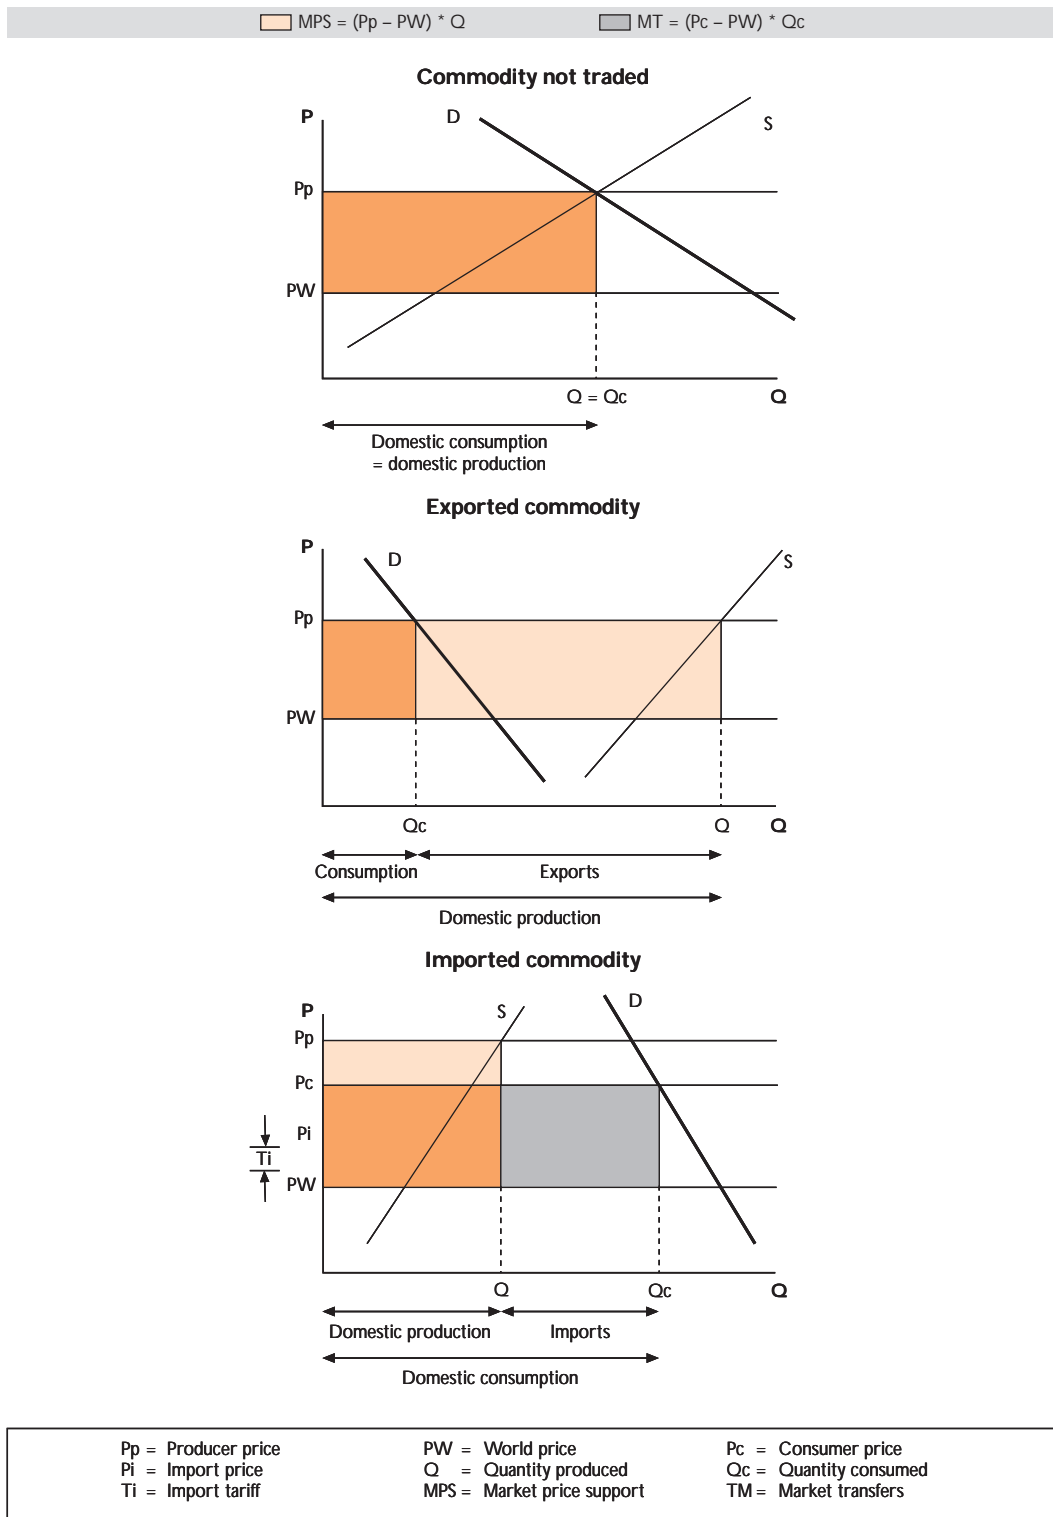 MPS = (Pp – PW) * Q MT = (Pc – PW) * Qc
Commodity not traded
P D S
Pp
PW
Q = Qc Q
Domestic consumption
= domestic production
Exported commodity
P D S
Pp
PW
Qc Q Q
Consumption Exports
Domestic production
Imported commodity
P S D
Pp
Pc
Pi
Ti
PW
Q Qc Q
Domestic production Imports
Domestic consumption
Pp = Producer price PW = World price Pc = Consumer price
Pi = Import price Q = Quantity produced Qc = Quantity consumed
Ti = Import tariff MPS = Market price support TM = Market transfers